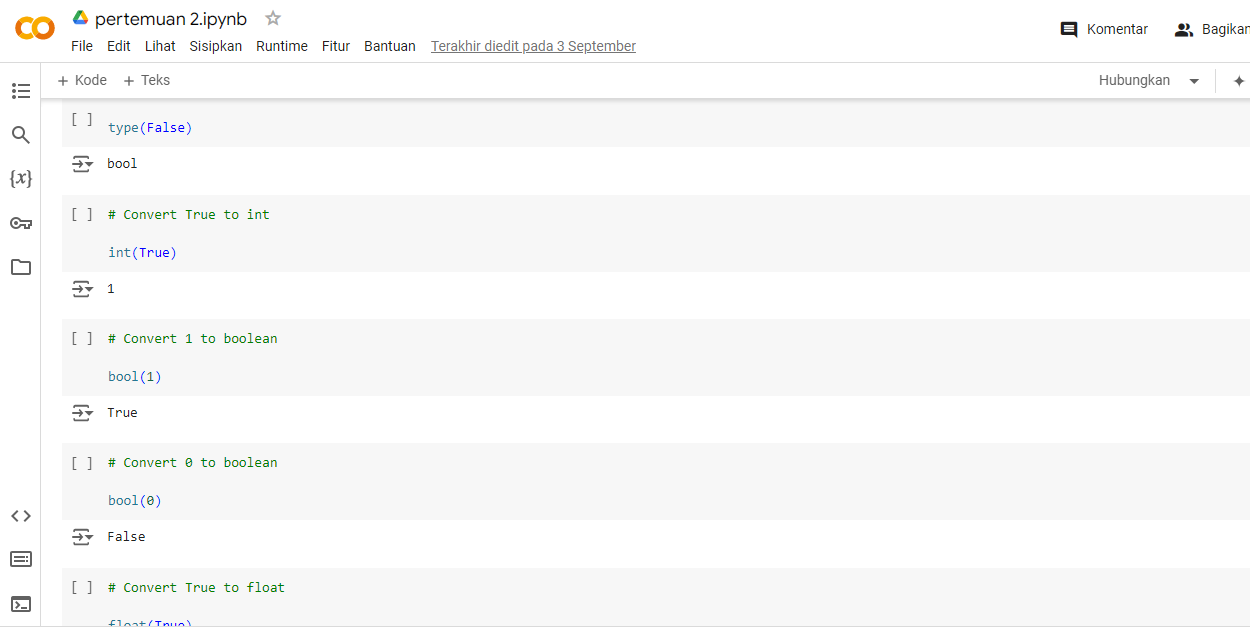 pertemuan 2.ipynb
File Edit Lihat Sisipkan Runtime Fitur Bantuan Terakhir diedit pada 3 September
Komentar Bagikan
+ Kode + Teks
Hubungkan
[ ] type(False)
bool
[ ] # Convert True to int
int(True)
1
[ ] # Convert 1 to boolean
bool(1)
True
[ ] # Convert 0 to boolean
bool(0)
False
[ ] # Convert True to float
float(True)